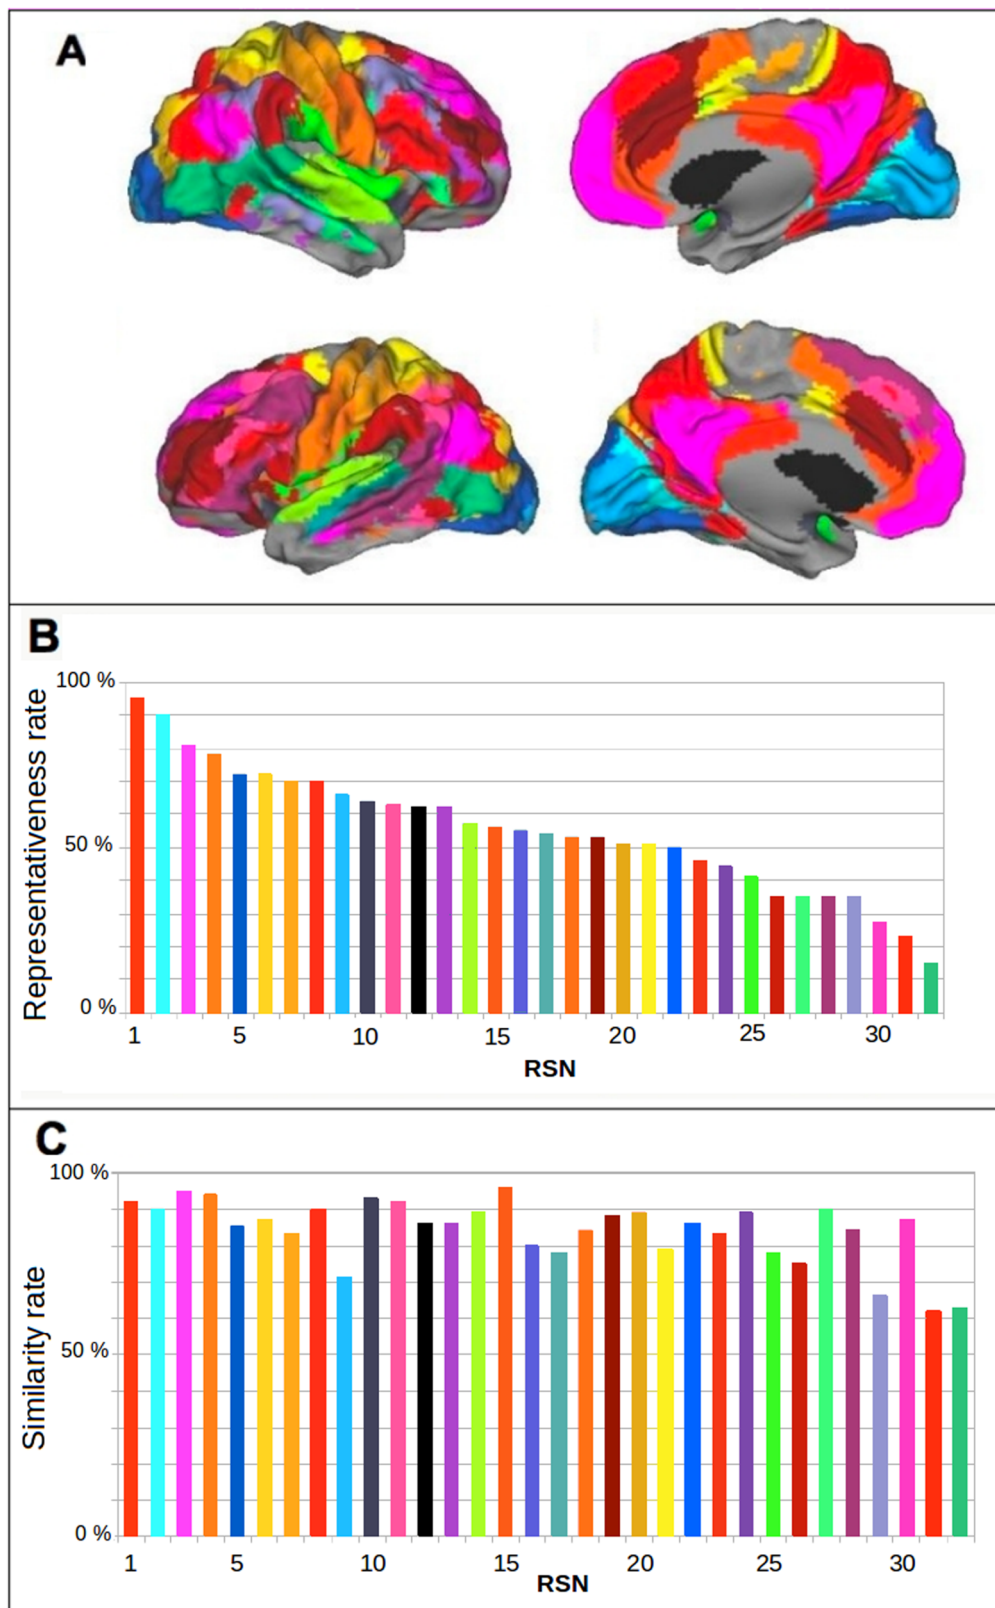 A
B
100 %
50 %
0 %
Representativeness rate
1 5 10 15 20 25 30
RSN
C
100 %
50 %
0 %
Similarity rate
1 5 10 15 20 25 30
RSN